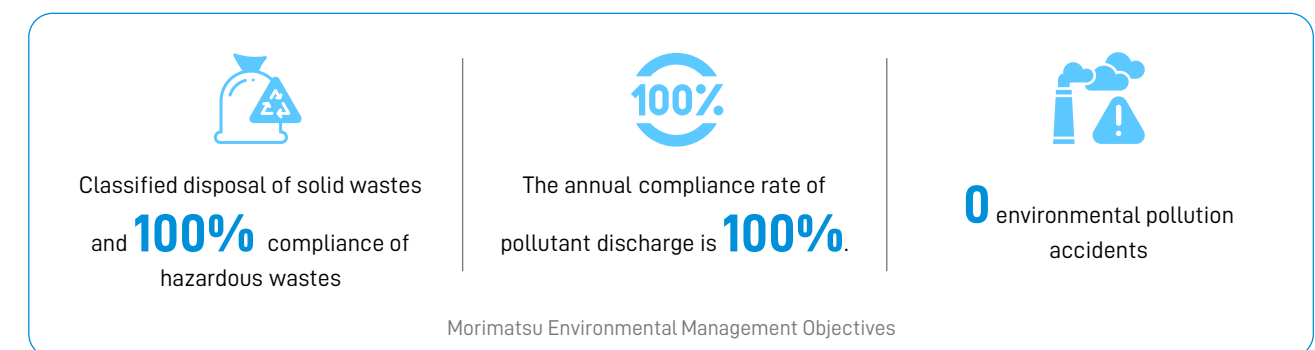 100%
Classified disposal of solid wastes
and 100% compliance of
hazardous wastes
The annual compliance rate of
pollutant discharge is 100%.
0 environmental pollution
accidents
Morimatsu Environmental Management Objectives